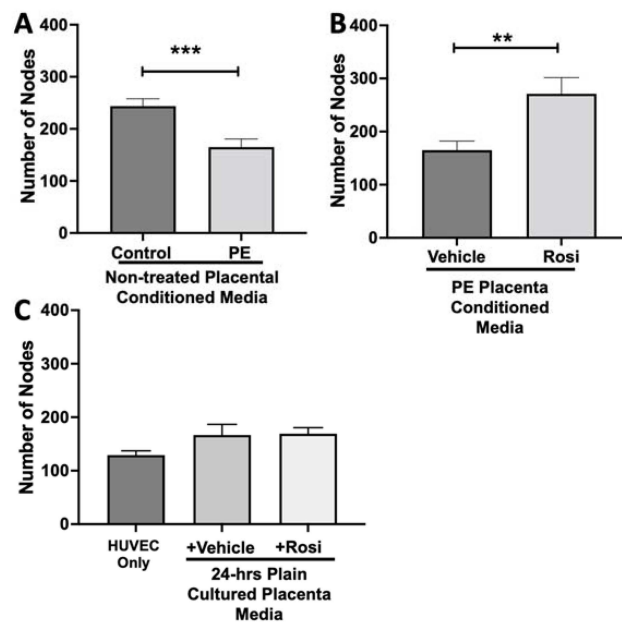 A
Number of Nodes
400
300
200
100
0
***
Control PE
Non-treated Placental
Conditioned Media
B
Number of Nodes
400
300
200
100
0
**
Vehicle Rosi
PE Placenta
Conditioned
Media
C
Number of Nodes
400
300
200
100
0
HUVEC
Only
+Vehicle +Rosi
24-hrs Plain
Cultured Placenta
Media